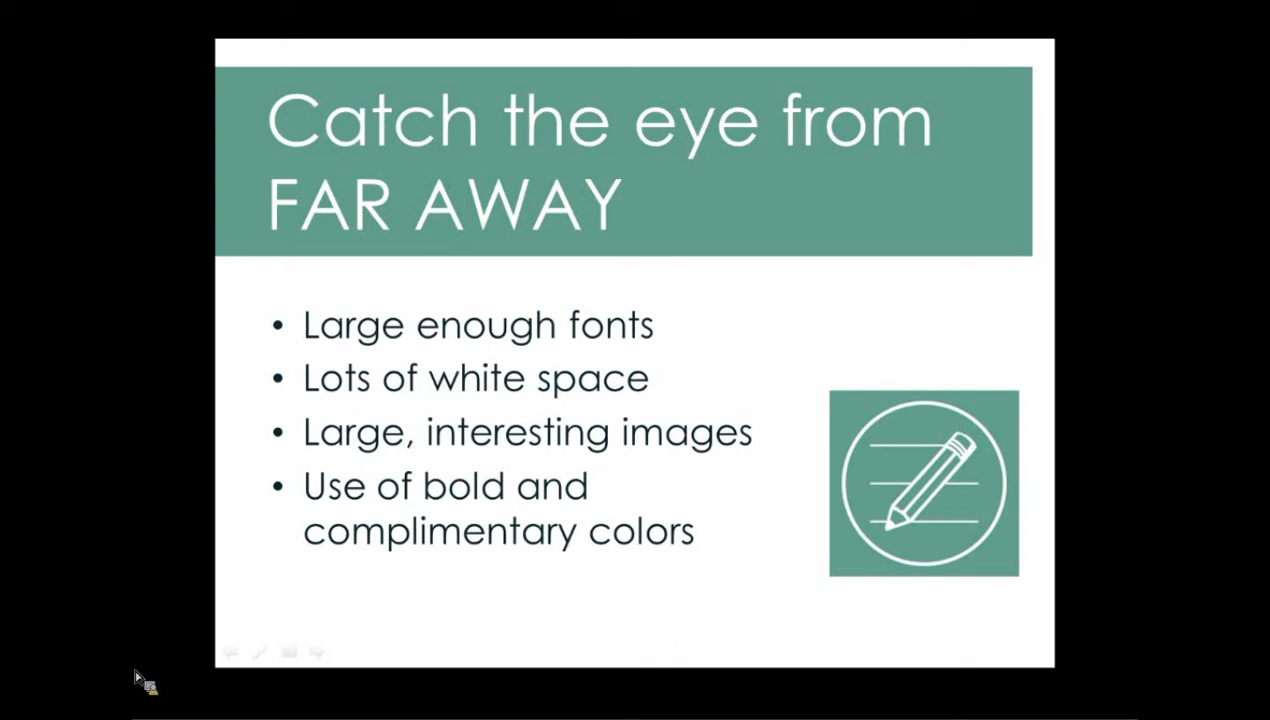 Catch the eye from
FAR AWAY
• Large enough fonts
• Lots of white space
• Large, interesting images
• Use of bold and
complimentary colors